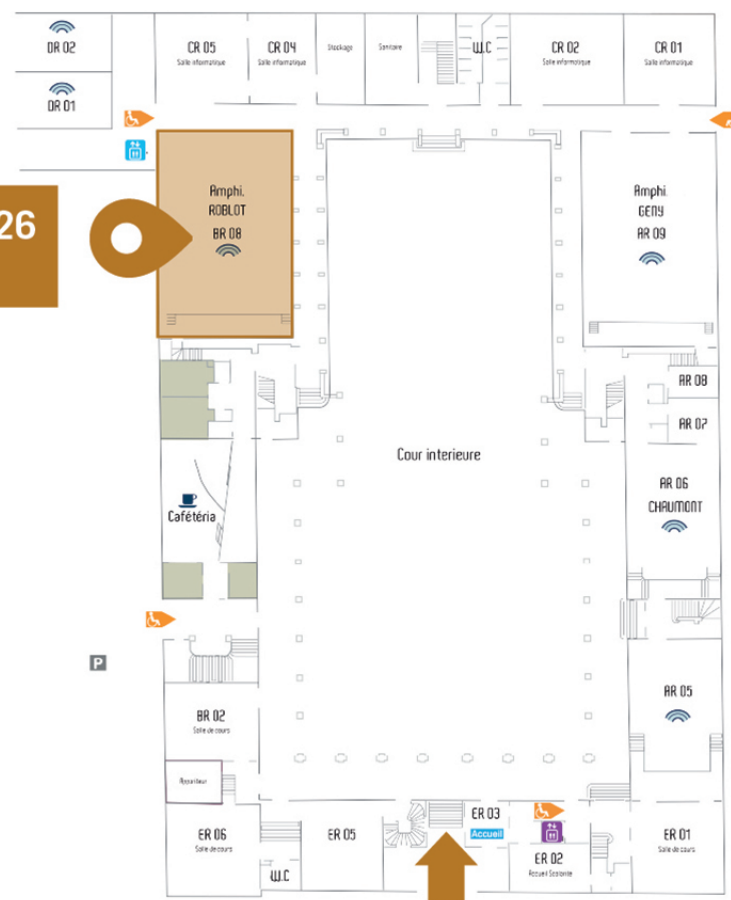 DR 02
CR 05
Salle informatique
CR 04
Salle informatique
Stockage
Sanitaire
W.C
CR 02
Salle informatique
CR 01
Salle informatique
DR 01
26
Amphi.
ROBLOT
BR 08
Amphi.
GENY
AR 09
AR 08
AR 07
Cour interieure
AR 06
CHAUMONT
Cafétéria
P
AR 05
BR 02
Salle de cours
Appariteur
ER 03
Accueil
ER 06
Salle de cours
ER 05
ER 01
Salle de cours
ER 02
Accueil Scolarité
W.C